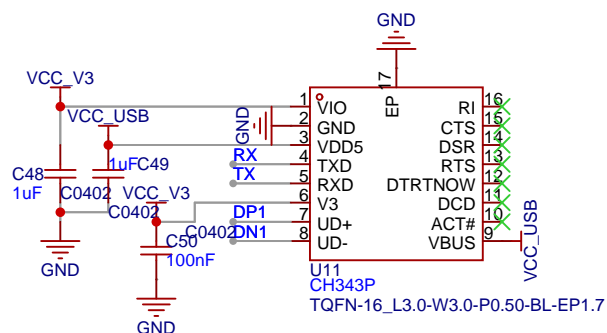 GND
VCC_V3
VCC_USB
GND
C48
1uF
C0402
1uF
C49
C0402
GND
VCC_V3
C50
C0402
100nF
GND
RX
TX
DP1
DN1
17
EP
1 VIO
2 GND
3 VDD5
4 TXD
5 RXD
6 V3
7 UD+
8 UD-
RI 16
CTS 15
DSR 14
RTS 13
DTRTNOW 12
DCD 11
ACT# 10
VBUS 9
VCC_USB
U11
CH343P
TQFN-16_L3.0-W3.0-P0.50-BL-EP1.7